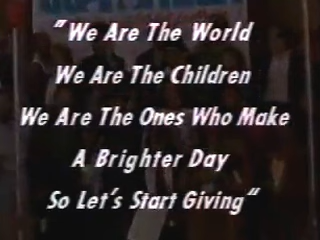 "We Are The World
We Are The Children
We Are The Ones Who Make
A Brighter Day
So Let's Start Giving"